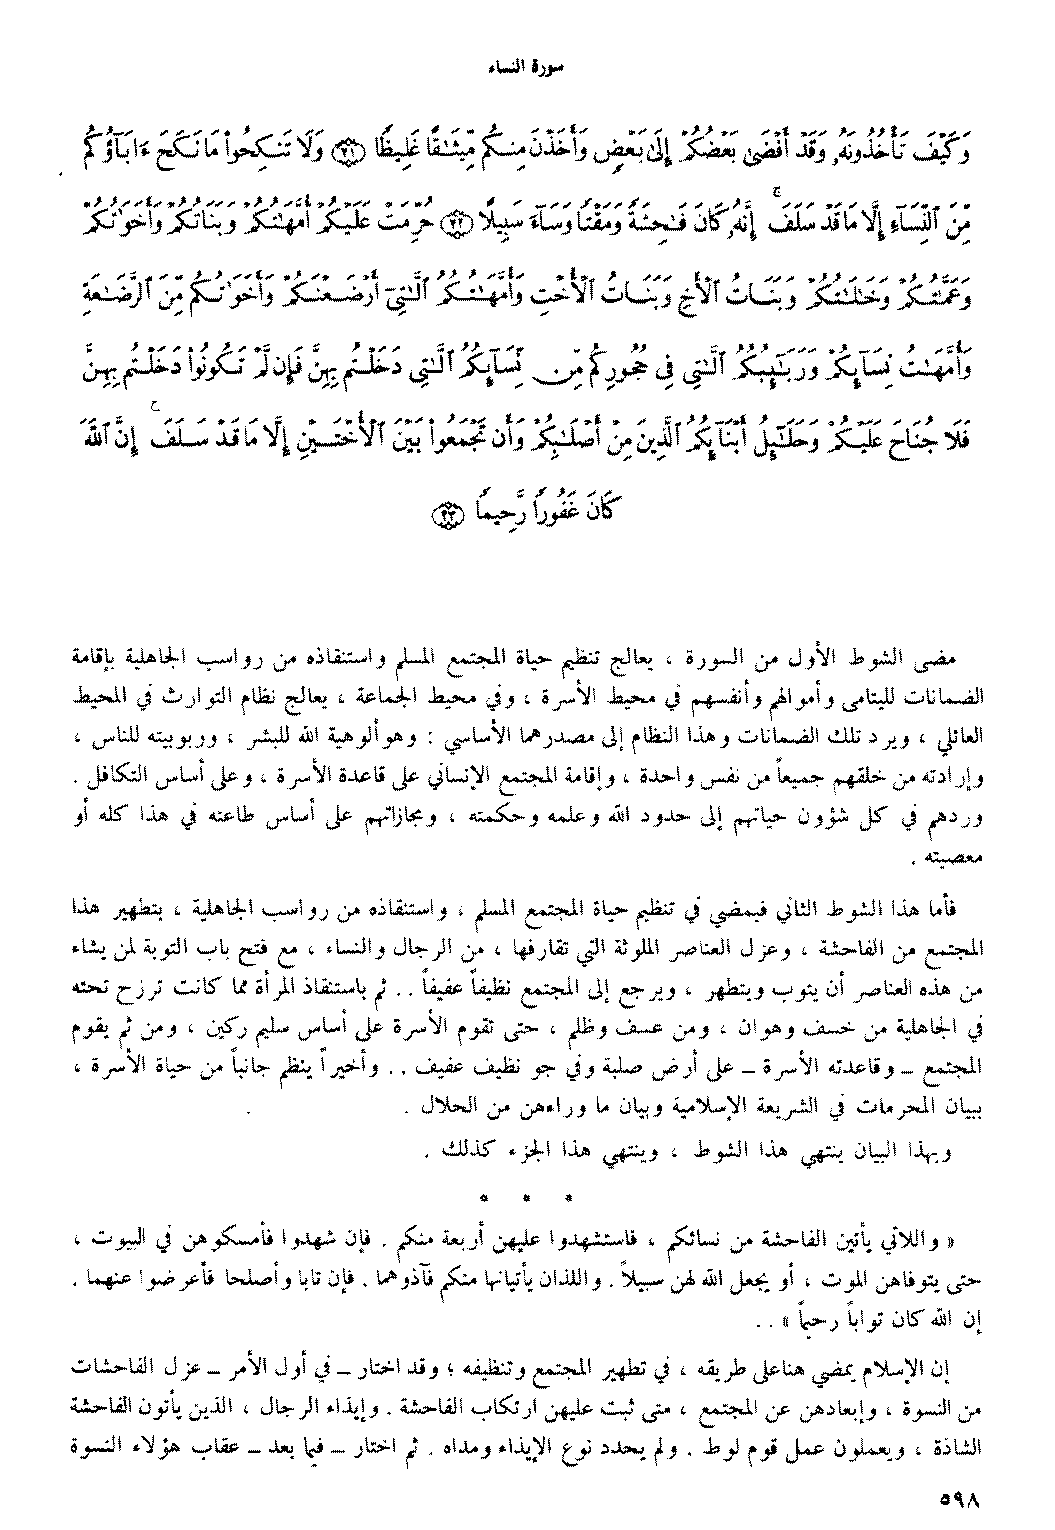 سورة النساء
وَكَيْفَ تَأْخُذُونَهُۥ وَقَدْ أَفْضَىٰ بَعْضُكُمْ إِلَىٰ بَعْضٍ وَأَخَذْنَ مِنكُم مِّيثَٰقًا غَلِيظًا ٢١ وَلَا تَنكِحُوا۟ مَا نَكَحَ ءَابَآؤُكُم
مِّنَ ٱلنِّسَآءِ إِلَّا مَا قَدْ سَلَفَ ۚ إِنَّهُۥ كَانَ فَٰحِشَةً وَمَقْتًا وَسَآءَ سَبِيلًا ٢٢ حُرِّمَتْ عَلَيْكُمْ أُمَّهَٰتُكُمْ وَبَنَاتُكُمْ وَأَخَوَٰتُكُمْ
وَعَمَّٰتُكُمْ وَخَٰلَٰتُكُمْ وَبَنَاتُ ٱلْأَخِ وَبَنَاتُ ٱلْأُخْتِ وَأُمَّهَٰتُكُمُ ٱلَّٰتِىٓ أَرْضَعْنَكُمْ وَأَخَوَٰتُكُم مِّنَ ٱلرَّضَٰعَةِ
وَأُمَّهَٰتُ نِسَآئِكُمْ وَرَبَٰٓئِبُكُمُ ٱلَّٰتِى فِى حُجُورِكُم مِّن نِّسَآئِكُمُ ٱلَّٰتِى دَخَلْتُم بِهِنَّ فَإِن لَّمْ تَكُونُوا۟ دَخَلْتُم بِهِنَّ
فَلَا جُنَاحَ عَلَيْكُمْ وَحَلَٰٓئِلُ أَبْنَآئِكُمُ ٱلَّذِينَ مِنْ أَصْلَٰبِكُمْ وَأَن تَجْمَعُوا۟ بَيْنَ ٱلْأُخْتَيْنِ إِلَّا مَا قَدْ سَلَفَ ۗ إِنَّ ٱللَّهَ
كَانَ غَفُورًا رَّحِيمًا ٢٣
مضى الشوط الأول من السورة ، يعالج تنظيم حياة المجتمع المسلم واستنقاذه من رواسب الجاهلية بإقامة
الضمانات لليتامى وأموالهم وأنفسهم في محيط الأسرة ، وفي محيط الجماعة ، يعالج نظام التوارث في المحيط
العائلي ، ويرد تلك الضمانات وهذا النظام إلى مصدرهما الأساسي : وهو ألوهية الله للبشر ، وربوبيته للناس ،
وإرادته من خلقهم جميعاً من نفس واحدة ، وإقامة المجتمع الإنساني على قاعدة الأسرة ، وعلى أساس التكافل .
وردهم في كل شؤون حياتهم إلى حدود الله وعلمه وحكمته ، ومجازاتهم على أساس طاعته في هذا كله أو
معصيته .
فأما هذا الشوط الثاني فيمضي في تنظيم حياة المجتمع المسلم ، واستنقاذه من رواسب الجاهلية ، بتطهير هذا
المجتمع من الفاحشة ، وعزل العناصر الملوثة التي تقارفها ، من الرجال والنساء ، مع فتح باب التوبة لمن يشاء
من هذه العناصر أن يتوب ويتطهر ، ويرجع إلى المجتمع نظيفاً عفيفاً .. ثم باستنقاذ المرأة مما كانت ترزح تحته
في الجاهلية من خسف وهوان ، ومن عسف وظلم ، حتى تقوم الأسرة على أساس سليم ركين ، ومن ثم يقوم
المجتمع – وقاعدته الأسرة – على أرض صلبة وفي جو نظيف عفيف .. وأخيراً ينظم جانباً من حياة الأسرة ،
ببيان المحرمات في الشريعة الإسلامية وبيان ما وراءهن من الحلال .
وبهذا البيان ينتهي هذا الشوط ، وينتهي هذا الجزء كذلك .
* * *
« واللاتي يأتين الفاحشة من نسائكم ، فاستشهدوا عليهن أربعة منكم . فإن شهدوا فأمسكوهن في البيوت ،
حتى يتوفاهن الموت ، أو يجعل الله لهن سبيلاً . واللذان يأتيانها منكم فآذوهما . فإن تابا وأصلحا فأعرضوا عنهما .
إن الله كان تواباً رحيماً » ..
إن الإسلام يمضي هنا على طريقه ، في تطهير المجتمع وتنظيفه ؛ وقد اختار – في أول الأمر – عزل الفاحشات
من النسوة ، وإبعادهن عن المجتمع ، متى ثبت عليهن ارتكاب الفاحشة . وإيذاء الرجال ، الذين يأتون الفاحشة
الشاذة ، ويعملون عمل قوم لوط . ولم يحدد نوع الإيذاء ومداه . ثم اختار – فيما بعد – عقاب هؤلاء النسوة
٥٩٨